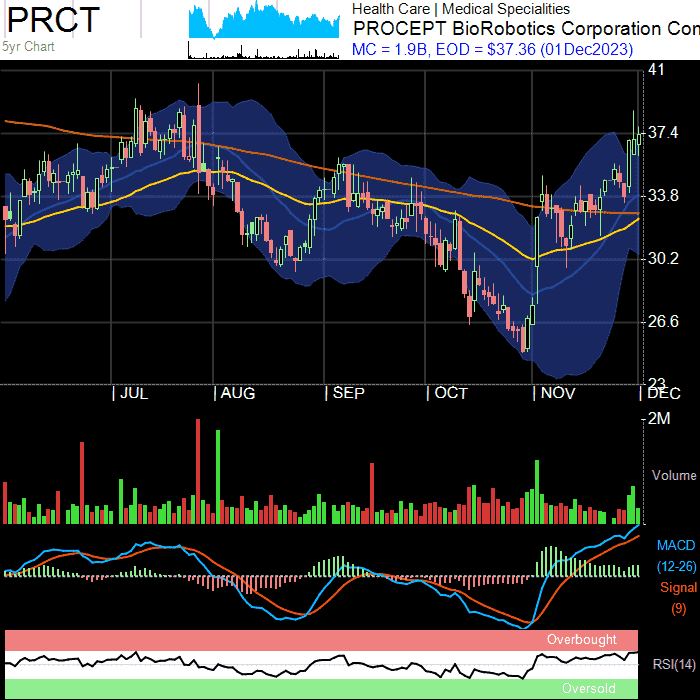 PRCT
5yr Chart
Health Care | Medical Specialities
PROCEPT BioRobotics Corporation Con
MC = 1.9B, EOD = $37.36 (01Dec2023)
41
37.4
33.8
30.2
26.6
23
| JUL | AUG | SEP | OCT | NOV | DEC
2M
Volume
MACD
(12-26)
Signal
(9)
Overbought
RSI(14)
Oversold